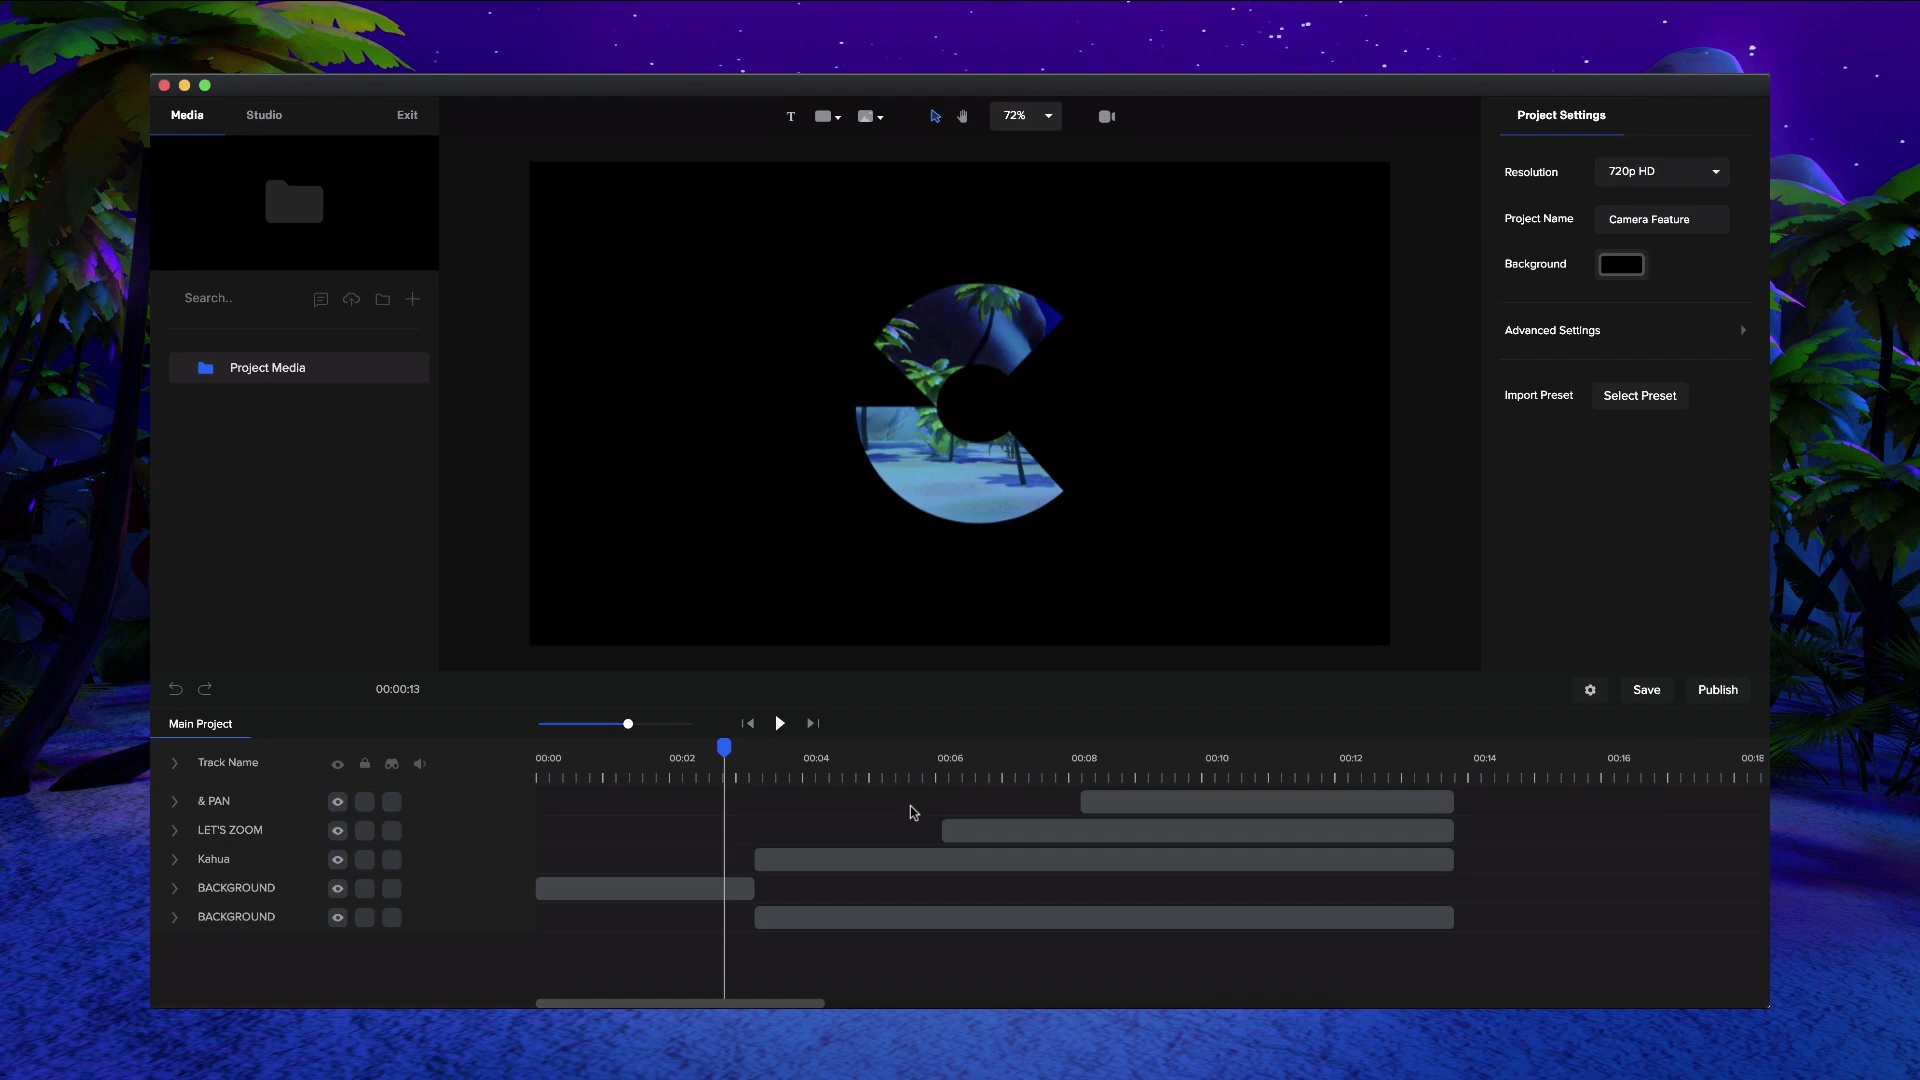 Media Studio Exit
T 72%
Project Settings
Resolution 720p HD
Project Name Camera Feature
Background
Advanced Settings
Import Preset Select Preset
Search..
Project Media
00:00:13
Save Publish
Main Project
Track Name
00:00 00:02 00:04 00:06 00:08 00:10 00:12 00:14 00:16 00:18
& PAN
LET'S ZOOM
Kahua
BACKGROUND
BACKGROUND